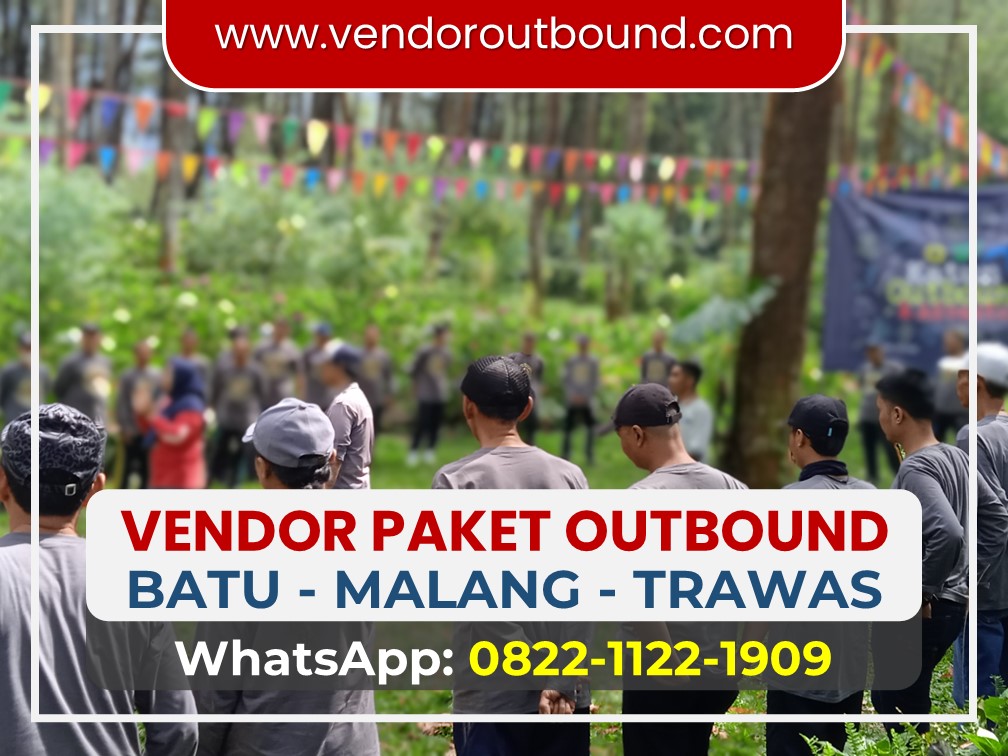 www.vendoroutbound.com
VENDOR PAKET OUTBOUND
BATU - MALANG - TRAWAS
WhatsApp: 0822-1122-1909